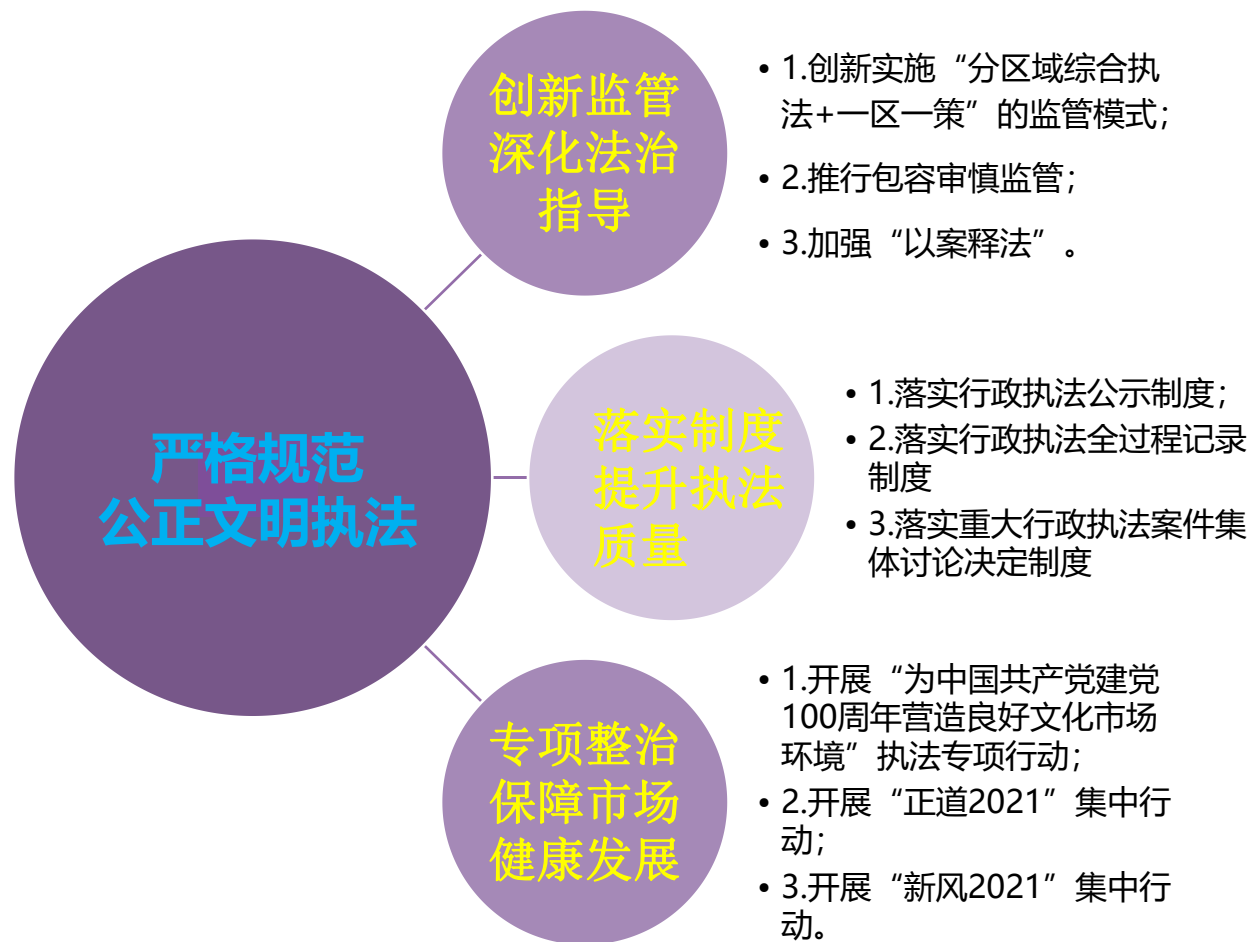 严格规范
公正文明执法
创新监管
深化法治
指导
• 1.创新实施“分区域综合执
法+一区一策”的监管模式；
• 2.推行包容审慎监管；
• 3.加强“以案释法”。
落实制度
提升执法
质量
• 1.落实行政执法公示制度；
• 2.落实行政执法全过程记录
制度
• 3.落实重大行政执法案件集
体讨论决定制度
专项整治
保障市场
健康发展
• 1.开展“为中国共产党建党
100周年营造良好文化市场
环境”执法专项行动；
• 2.开展“正道2021”集中行
动；
• 3.开展“新风2021”集中行
动。